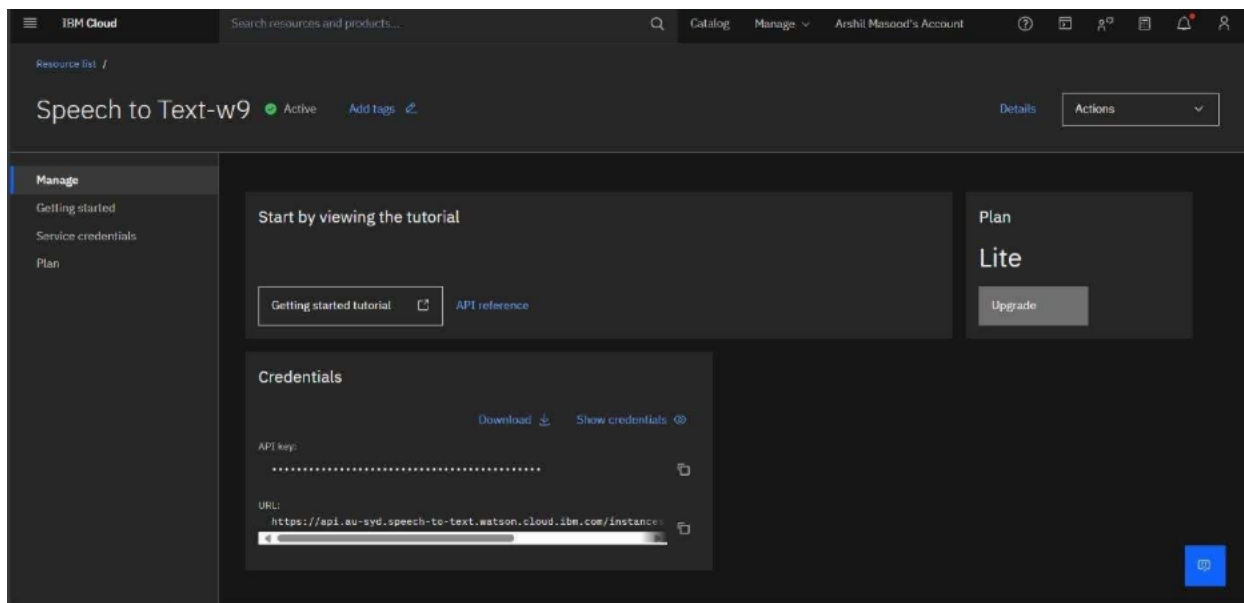 IBM Cloud
Search resources and products...
Catalog
Manage
Arshil Masood's Account
Resource list /
Speech to Text-w9
Active
Add tags
Details
Actions
Manage
Getting started
Service credentials
Plan
Start by viewing the tutorial
Getting started tutorial
API reference
Plan
Lite
Upgrade
Credentials
Download
Show credentials
API key:
••••••••••••••••••••••••••••••••••••••••••••
URL:
https://api.au-syd.speech-to-text.watson.cloud.ibm.com/instances